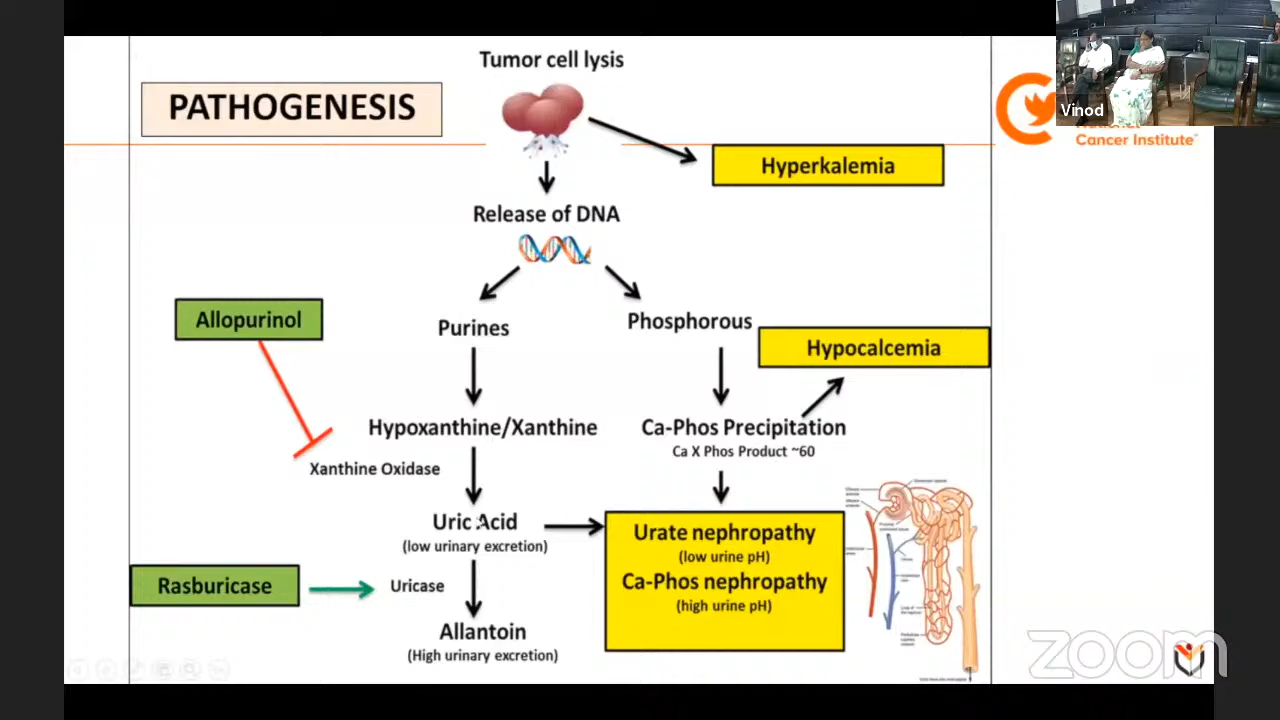 Tumor cell lysis
PATHOGENESIS
Vinod
National
Cancer Institute
Hyperkalemia
Release of DNA
Allopurinol
Purines
Phosphorous
Hypocalcemia
Hypoxanthine/Xanthine
Ca-Phos Precipitation
Ca X Phos Product ~60
Xanthine Oxidase
Uric Acid
(low urinary excretion)
Urate nephropathy
(low urine pH)
Ca-Phos nephropathy
(high urine pH)
Rasburicase
Uricase
Allantoin
(High urinary excretion)
zoom